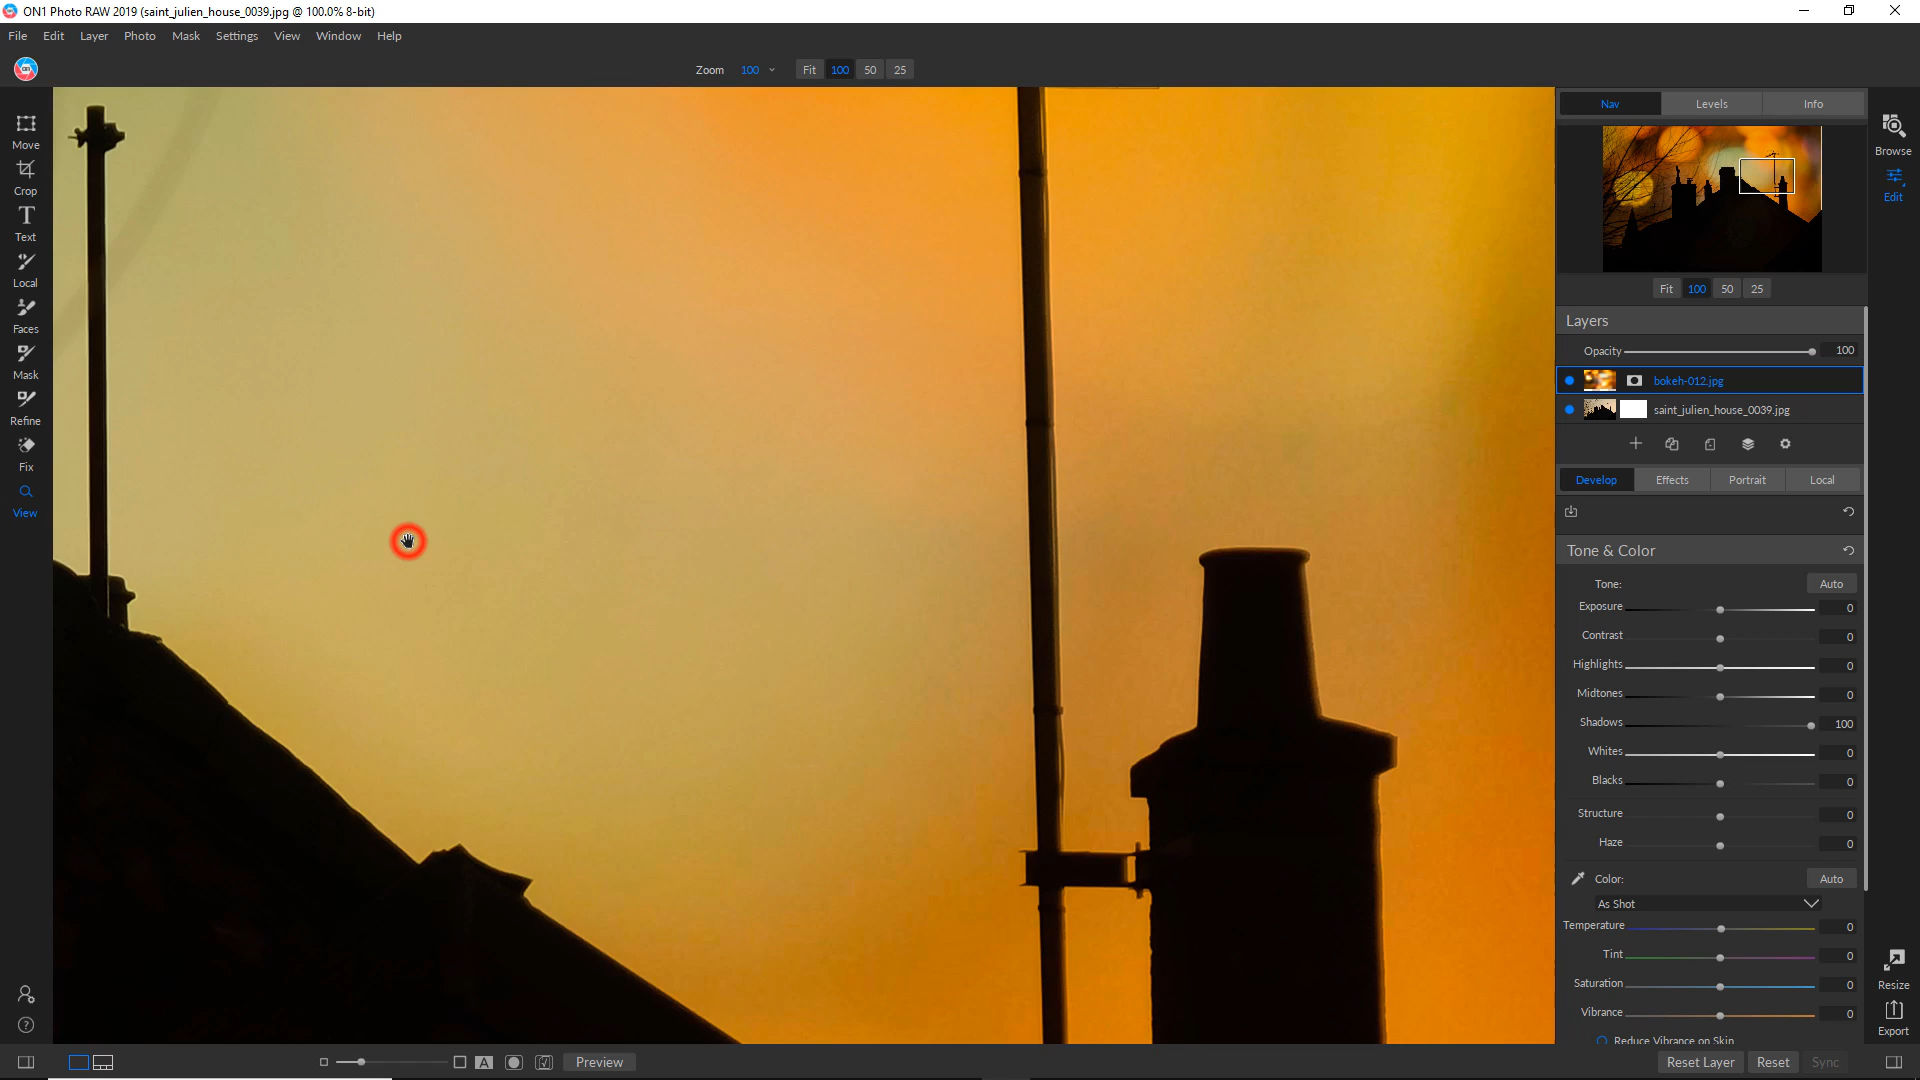 ON1 Photo RAW 2019 (saint_julien_house_0039.jpg @ 100.0% 8-bit)
File Edit Layer Photo Mask Settings View Window Help
Zoom 100 Fit 100 50 25
Move
Crop
Text
Local
Faces
Mask
Refine
Fix
View
Nav Levels Info
Browse
Edit
Fit 100 50 25
Layers
Opacity 100
bokeh-012.jpg
saint_julien_house_0039.jpg
Develop Effects Portrait Local
Tone & Color
Tone: Auto
Exposure 0
Contrast 0
Highlights 0
Midtones 0
Shadows 100
Whites 0
Blacks 0
Structure 0
Haze 0
Color: Auto
As Shot
Temperature 0
Tint 0
Saturation 0
Vibrance 0
Reduce Vibrance on Skin
Resize
Export
A Preview Reset Layer Reset Sync